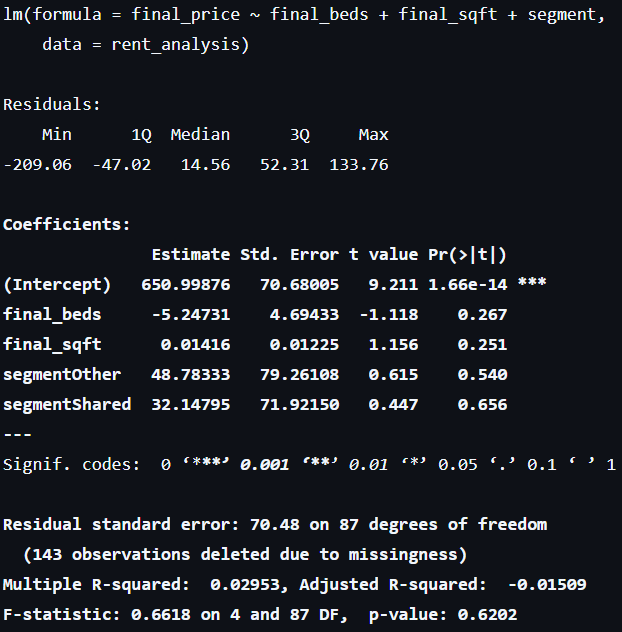 lm(formula = final_price ~ final_beds + final_sqft + segment,
    data = rent_analysis)
Residuals:
    Min      1Q  Median      3Q     Max
-209.06  -47.02   14.56   52.31  133.76
Coefficients:
               Estimate Std. Error t value Pr(>|t|)
(Intercept)   650.99876   70.68005   9.211 1.66e-14 ***
final_beds     -5.24731    4.69433  -1.118    0.267
final_sqft      0.01416    0.01225   1.156    0.251
segmentOther   48.78333   79.26108   0.615    0.540
segmentShared  32.14795   71.92150   0.447    0.656
---
Signif. codes:  0 ‘***’ 0.001 ‘**’ 0.01 ‘*’ 0.05 ‘.’ 0.1 ‘ ’ 1
Residual standard error: 70.48 on 87 degrees of freedom
  (143 observations deleted due to missingness)
Multiple R-squared:  0.02953, Adjusted R-squared:  -0.01509
F-statistic: 0.6618 on 4 and 87 DF,  p-value: 0.6202